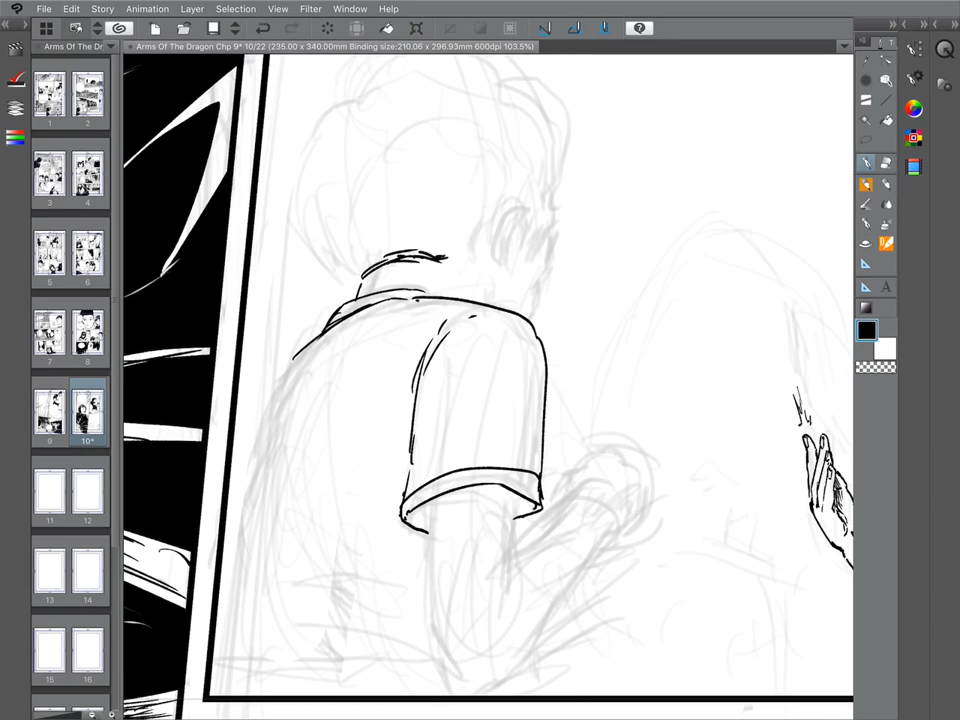 File Edit Story Animation Layer Selection View Filter Window Help
Arms Of The Dr
Arms Of The Dragon Chp 9* 10/22 (235.00 x 340.00mm Binding size:210.06 x 296.93mm 600dpi 103.5%)
1 2
3 4
5 6
7 8
9 10*
11 12
13 14
15 16
T
A
?